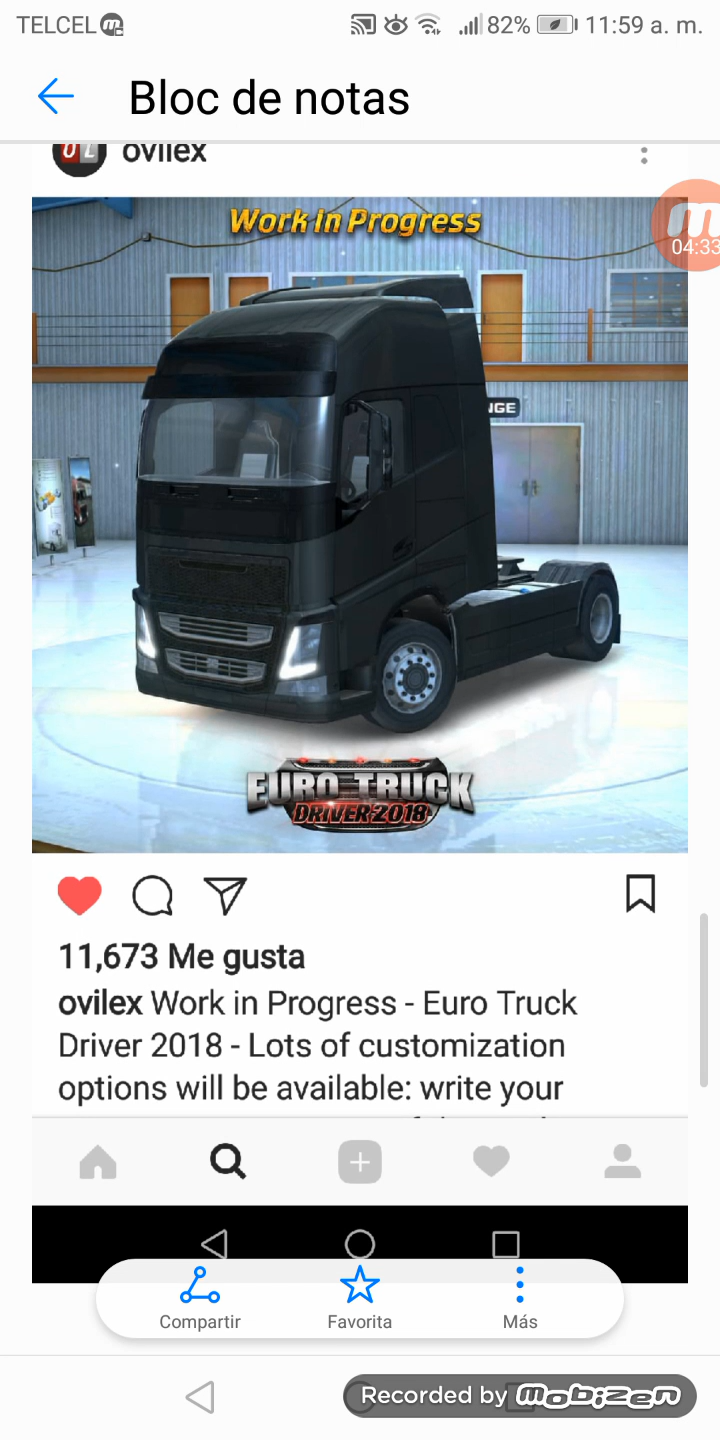 TELCEL 82% 11:59 a. m.
Bloc de notas
UL ovilex
Work in Progress
04:33
NGE
EURO TRUCK
DRIVER 2018
11,673 Me gusta
ovilex Work in Progress - Euro Truck
Driver 2018 - Lots of customization
options will be available: write your
Compartir Favorita Más
Recorded by mobizen